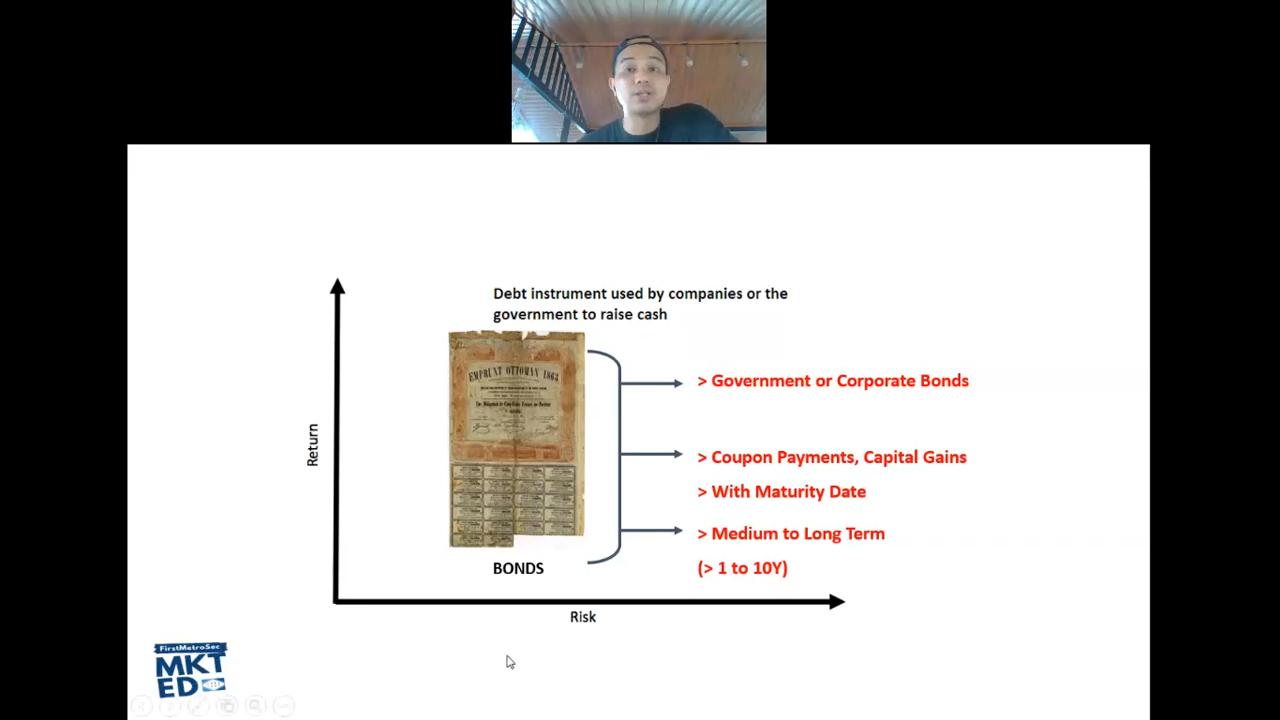 Debt instrument used by companies or the
government to raise cash
EMPRUNT OTTOMAN 1863
> Government or Corporate Bonds
> Coupon Payments, Capital Gains
> With Maturity Date
> Medium to Long Term
(> 1 to 10Y)
BONDS
Return
Risk
FirstMetroSec
MKT
ED